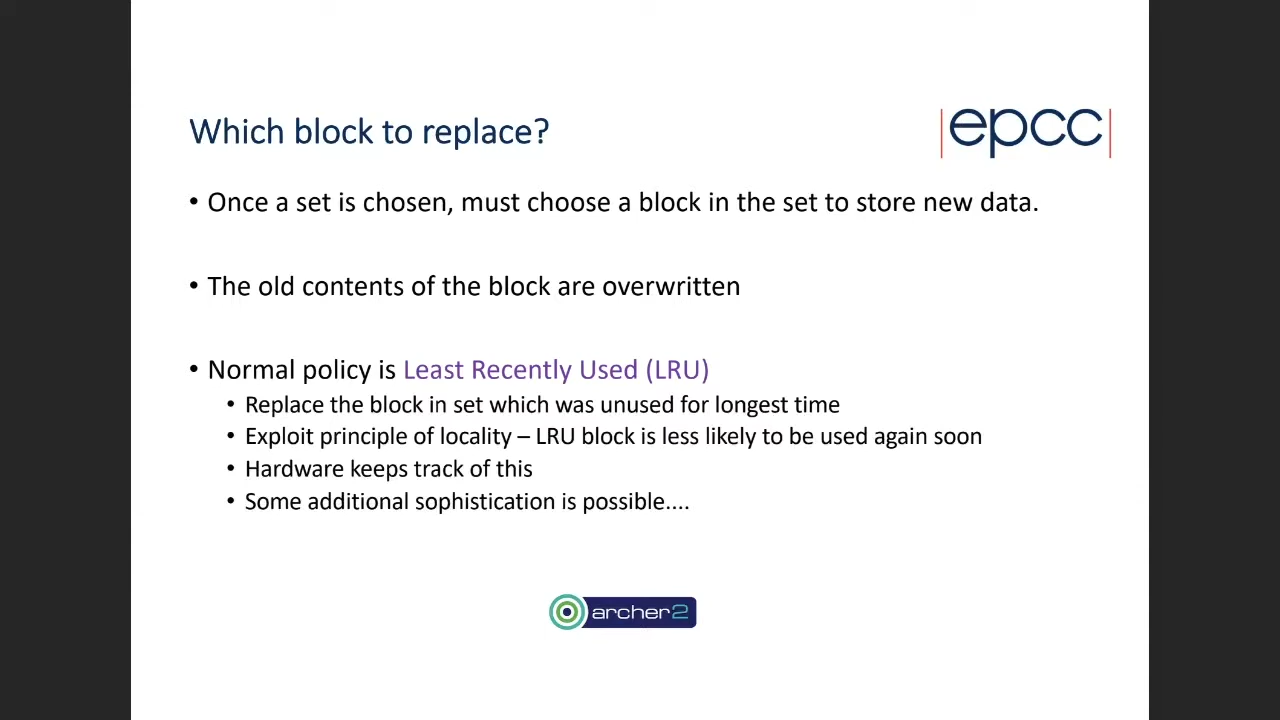 Which block to replace?
|epcc|
• Once a set is chosen, must choose a block in the set to store new data.
• The old contents of the block are overwritten
• Normal policy is Least Recently Used (LRU)
• Replace the block in set which was unused for longest time
• Exploit principle of locality – LRU block is less likely to be used again soon
• Hardware keeps track of this
• Some additional sophistication is possible....
archer2